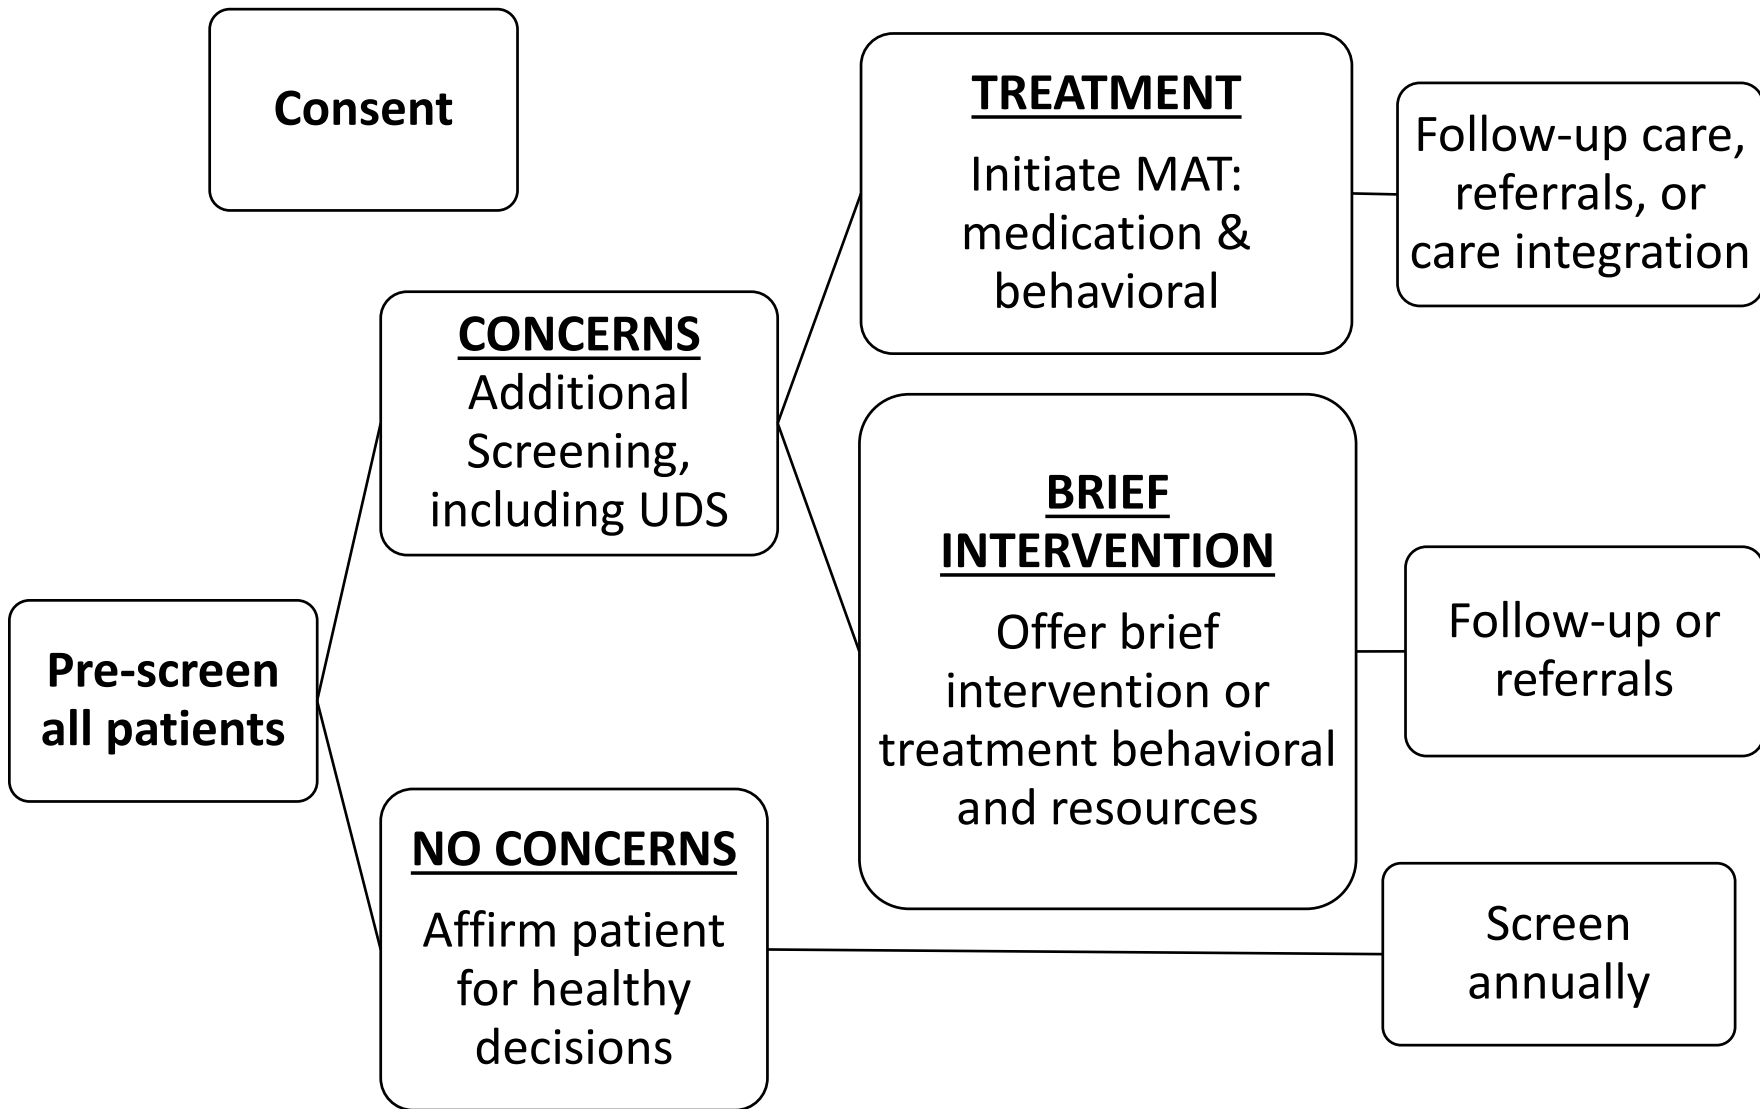 Consent
TREATMENT
Initiate MAT:
medication &
behavioral
Follow-up care,
referrals, or
care integration
CONCERNS
Additional
Screening,
including UDS
BRIEF
INTERVENTION
Offer brief
intervention or
treatment behavioral
and resources
Follow-up or
referrals
Pre-screen
all patients
NO CONCERNS
Affirm patient
for healthy
decisions
Screen
annually